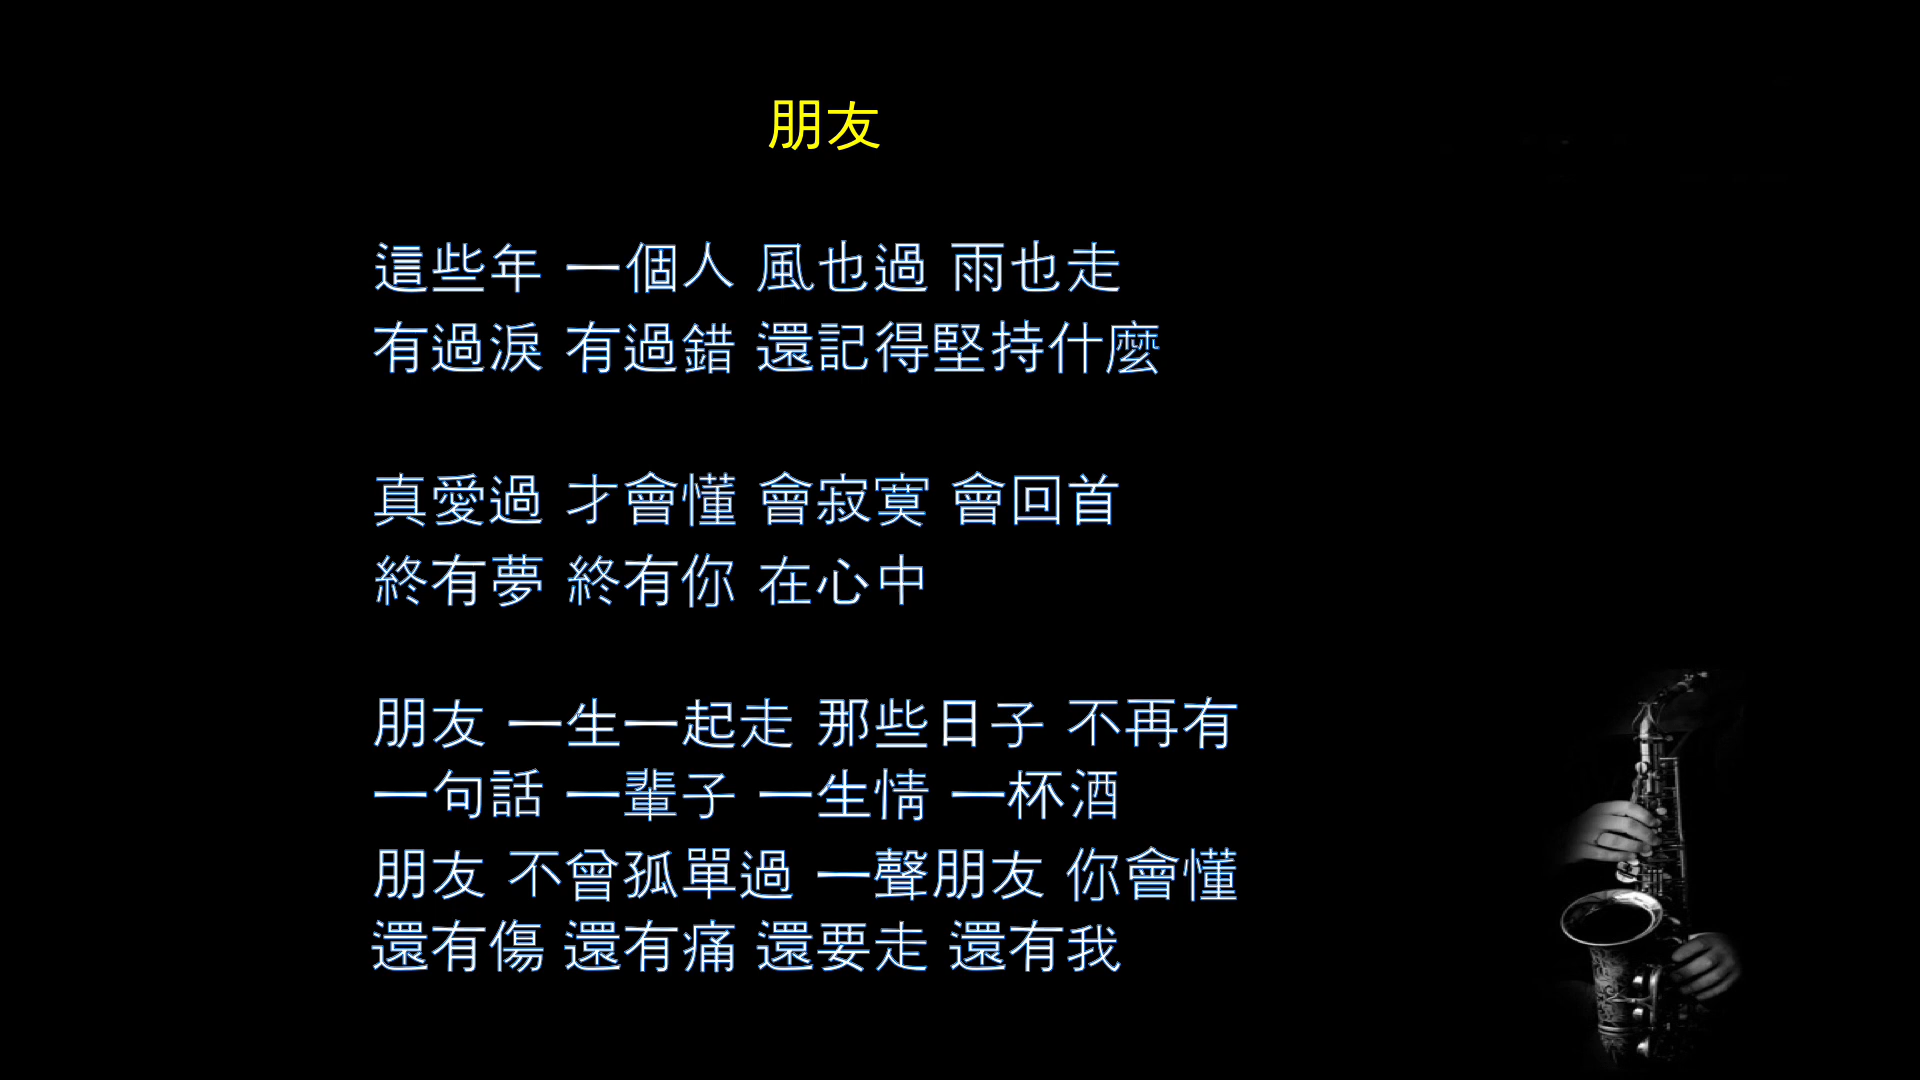 朋友
這些年 一個人 風也過 雨也走
有過淚 有過錯 還記得堅持什麼
真愛過 才會懂 會寂寞 會回首
終有夢 終有你 在心中
朋友 一生一起走 那些日子 不再有
一句話 一輩子 一生情 一杯酒
朋友 不曾孤單過 一聲朋友 你會懂
還有傷 還有痛 還要走 還有我